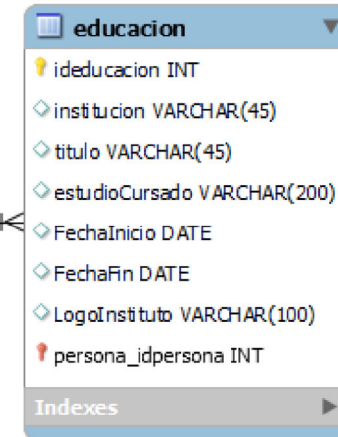 educacion
ideducacion INT
institucion VARCHAR(45)
titulo VARCHAR(45)
estudioCursado VARCHAR(200)
FechaInicio DATE
FechaFin DATE
LogoInstituto VARCHAR(100)
persona_idpersona INT
Indexes